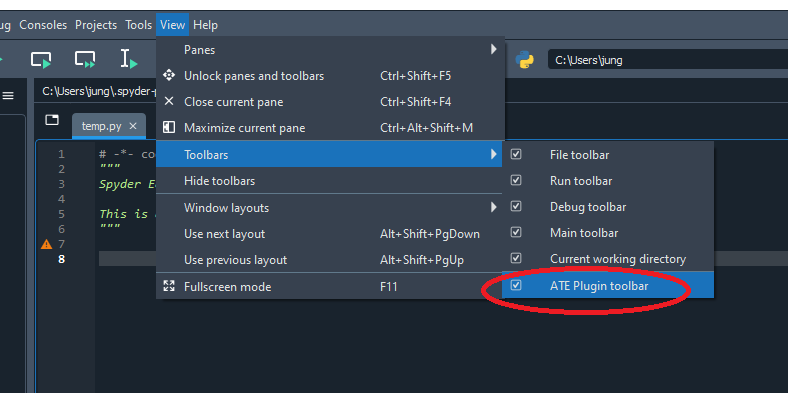 ug Consoles Projects Tools View Help
Panes
Unlock panes and toolbars Ctrl+Shift+F5
Close current pane Ctrl+Shift+F4
Maximize current pane Ctrl+Alt+Shift+M
Toolbars
Hide toolbars
Window layouts
Use next layout Alt+Shift+PgDown
Use previous layout Alt+Shift+PgUp
Fullscreen mode F11
File toolbar
Run toolbar
Debug toolbar
Main toolbar
Current working directory
ATE Plugin toolbar
C:\Users\jung
C:\Users\jung\.spyder-p
temp.py
1 # -*- co
2 """
3 Spyder E
4
5 This is
6 """
7
8